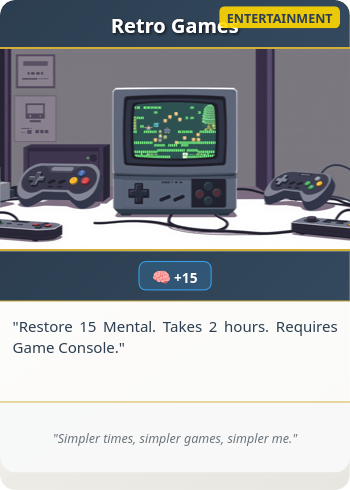 Retro Games
ENTERTAINMENT
🧠 +15
"Restore 15 Mental. Takes 2 hours. Requires
Game Console."
"Simpler times, simpler games, simpler me."